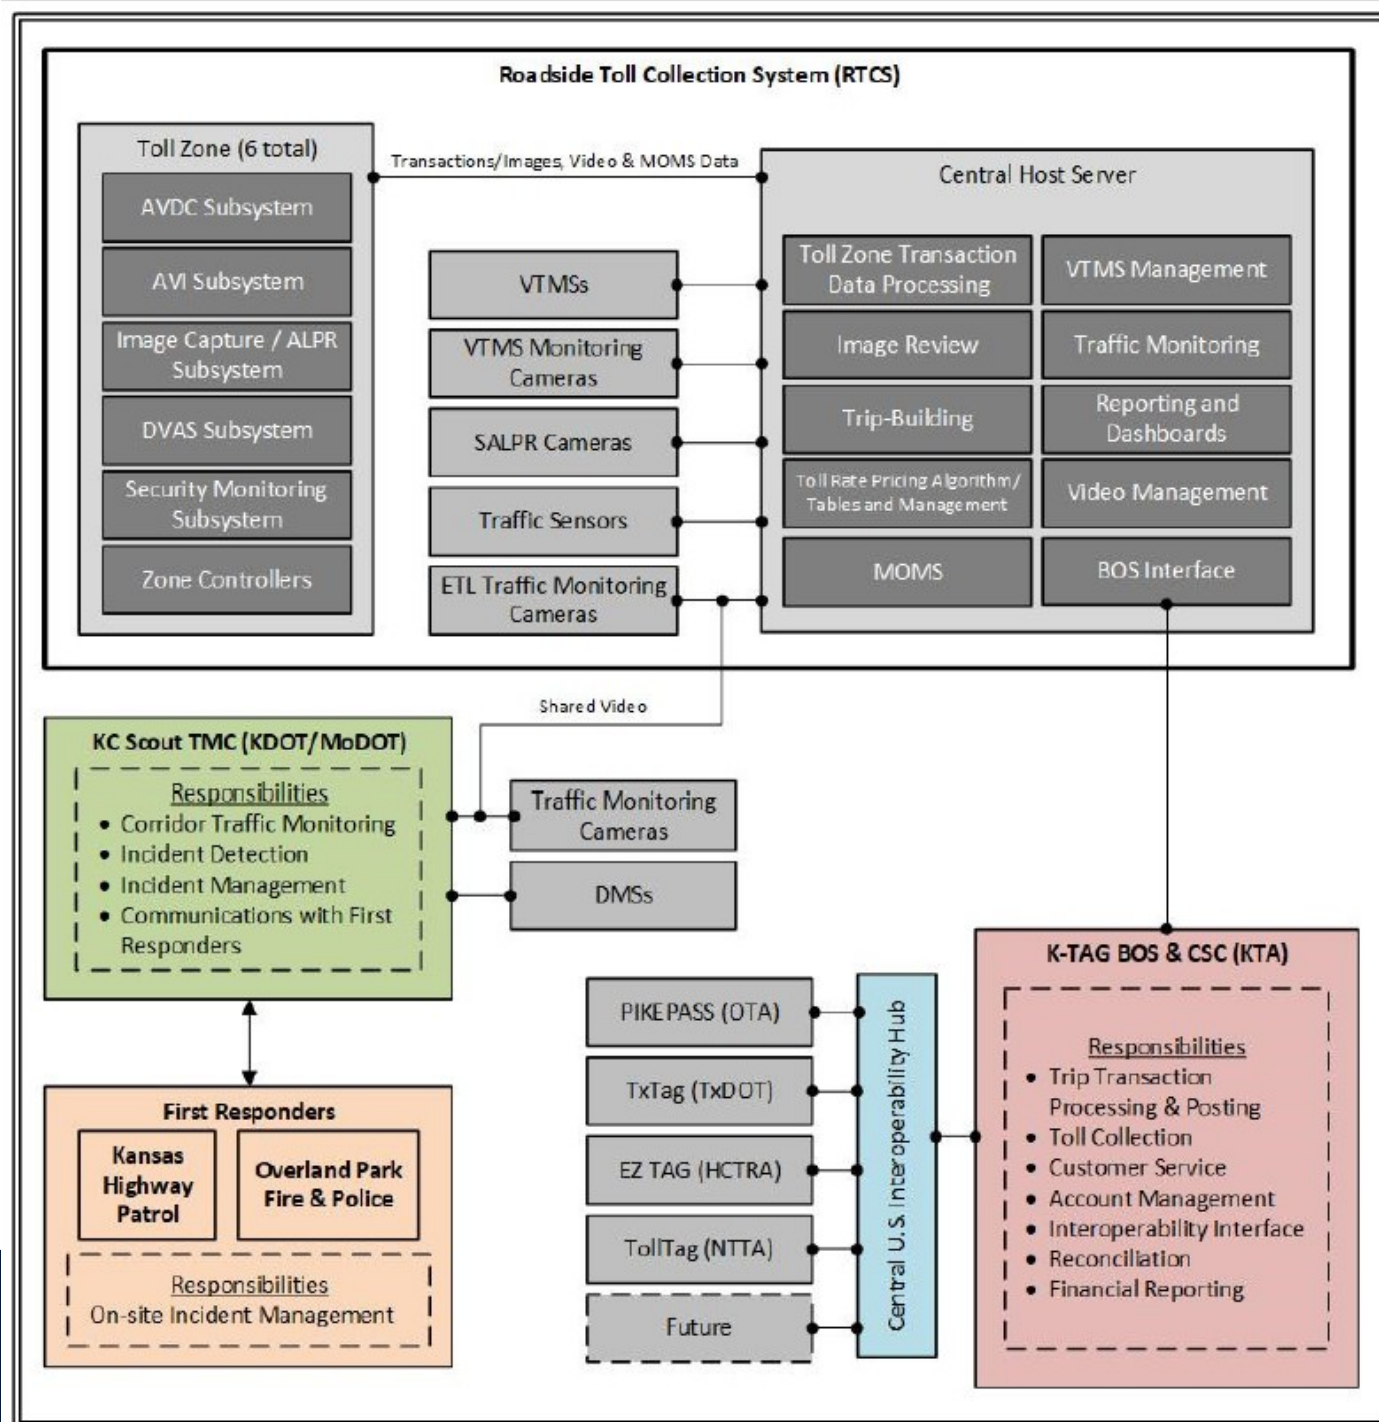 Roadside Toll Collection System (RTCS)
Toll Zone (6 total)
AVDC Subsystem
AVI Subsystem
Image Capture / ALPR
Subsystem
DVAS Subsystem
Security Monitoring
Subsystem
Zone Controllers
Transactions/Images, Video & MOMS Data
VTMSs
VTMS Monitoring
Cameras
SALPR Cameras
Traffic Sensors
ETL Traffic Monitoring
Cameras
Central Host Server
Toll Zone Transaction
Data Processing
VTMS Management
Image Review
Traffic Monitoring
Trip-Building
Reporting and
Dashboards
Toll Rate Pricing Algorithm/
Tables and Management
Video Management
MOMS
BOS Interface
Shared Video
KC Scout TMC (KDOT/MoDOT)
Responsibilities
• Corridor Traffic Monitoring
• Incident Detection
• Incident Management
• Communications with First
Responders
Traffic Monitoring
Cameras
DMSs
First Responders
Kansas
Highway
Patrol
Overland Park
Fire & Police
Responsibilities
On-site Incident Management
PIKEPASS (OTA)
TxTag (TxDOT)
EZ TAG (HCTRA)
TollTag (NTTA)
Future
Central U.S. Interoperability Hub
K-TAG BOS & CSC (KTA)
Responsibilities
• Trip Transaction
Processing & Posting
• Toll Collection
• Customer Service
• Account Management
• Interoperability Interface
• Reconciliation
• Financial Reporting